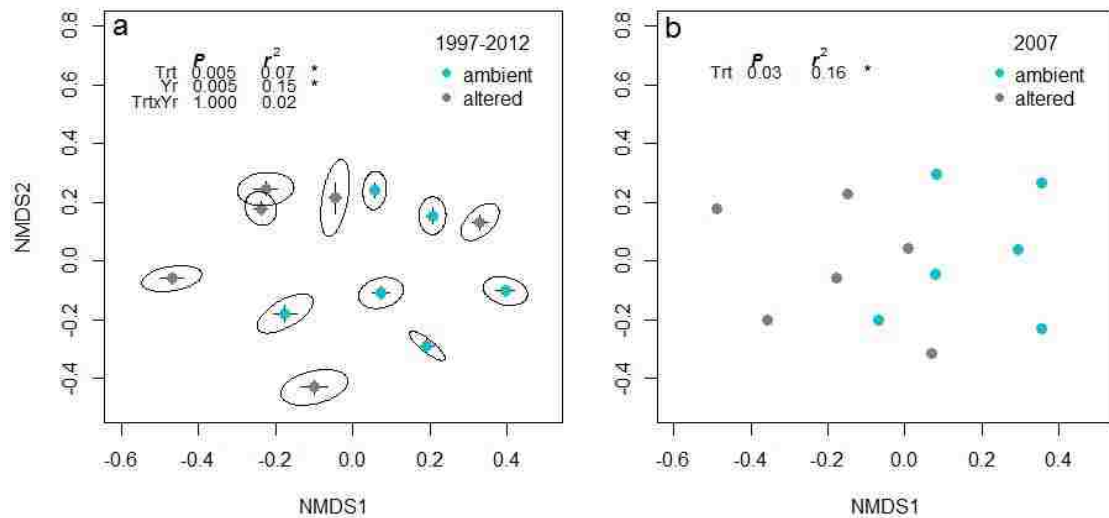 a
1997-2012
P r2
Trt 0.005 0.07 *
Yr 0.005 0.15 *
TrtxYr 1.000 0.02
ambient
altered
NMDS2
0.8
0.6
0.4
0.2
0.0
-0.2
-0.4
-0.6 -0.4 -0.2 0.0 0.2 0.4
NMDS1
b
2007
P r2
Trt 0.03 0.16 *
ambient
altered
0.8
0.6
0.4
0.2
0.0
-0.2
-0.4
-0.6 -0.4 -0.2 0.0 0.2 0.4
NMDS1